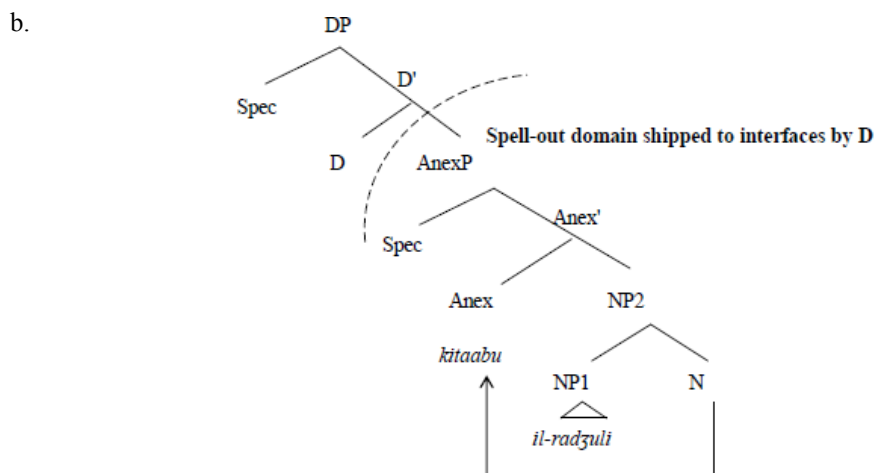 b.
DP
D'
Spec
Spell-out domain shipped to interfaces by D
D AnexP
Anex'
Spec
Anex NP2
kitaabu
NP1 N
il-radʒuli